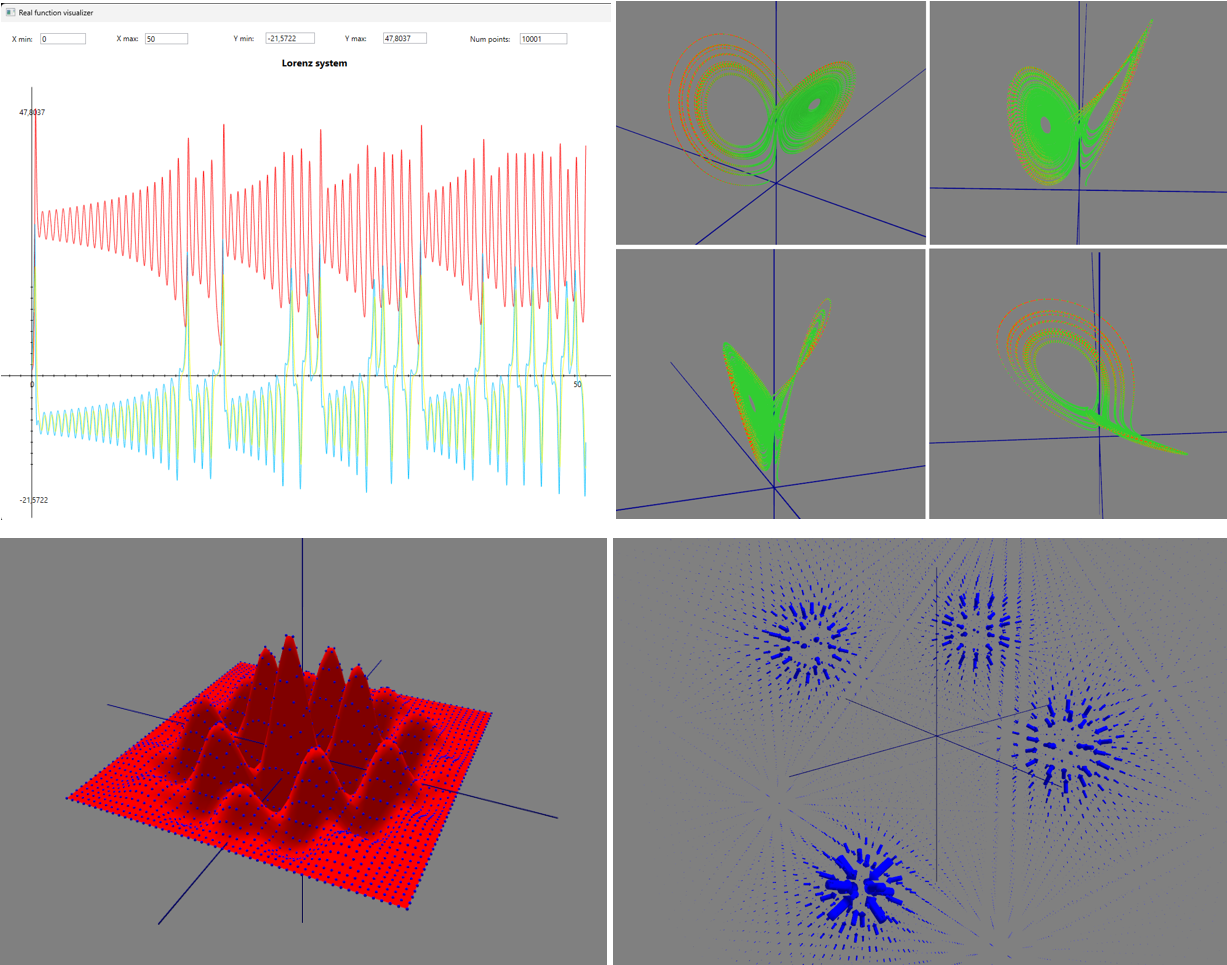 Real function visualizer
X min: 0 X max: 50 Y min: -21,5722 Y max: 47,8037 Num points: 10001
Lorenz system
47,8037
0 50
-21,5722